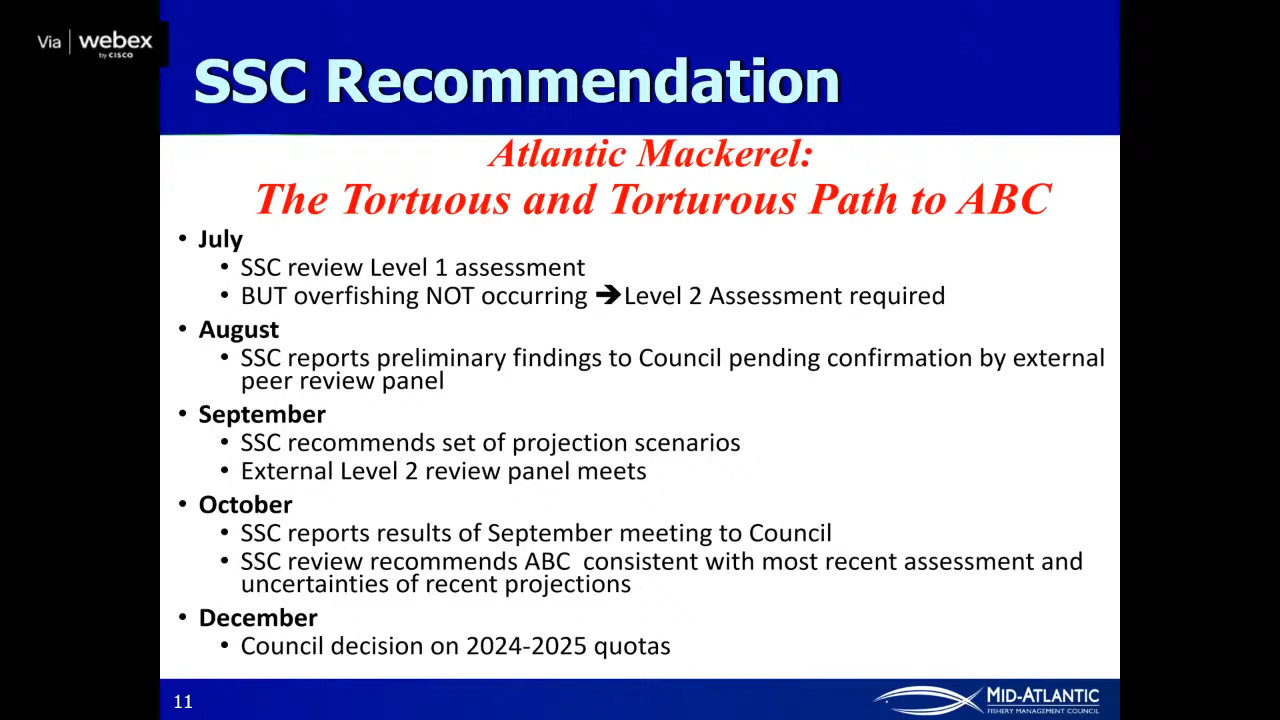 Via webex
by CISCO
SSC Recommendation
Atlantic Mackerel:
The Tortuous and Torturous Path to ABC
• July
• SSC review Level 1 assessment
• BUT overfishing NOT occurring ➔Level 2 Assessment required
• August
• SSC reports preliminary findings to Council pending confirmation by external
peer review panel
• September
• SSC recommends set of projection scenarios
• External Level 2 review panel meets
• October
• SSC reports results of September meeting to Council
• SSC review recommends ABC  consistent with most recent assessment and
uncertainties of recent projections
• December
• Council decision on 2024-2025 quotas
11
MID-ATLANTIC
FISHERY MANAGEMENT COUNCIL